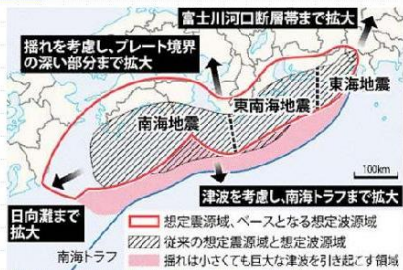 富士川河口断層帯まで拡大
揺れを考慮し、プレート境界
の深い部分まで拡大
東海地震
東南海地震
南海地震
100km
津波を考慮し、南海トラフまで拡大
日向灘まで
拡大
南海トラフ
想定震源域、ベースとなる想定波源域
従来の想定震源域と想定波源域
揺れは小さくても巨大な津波を引き起こす領域